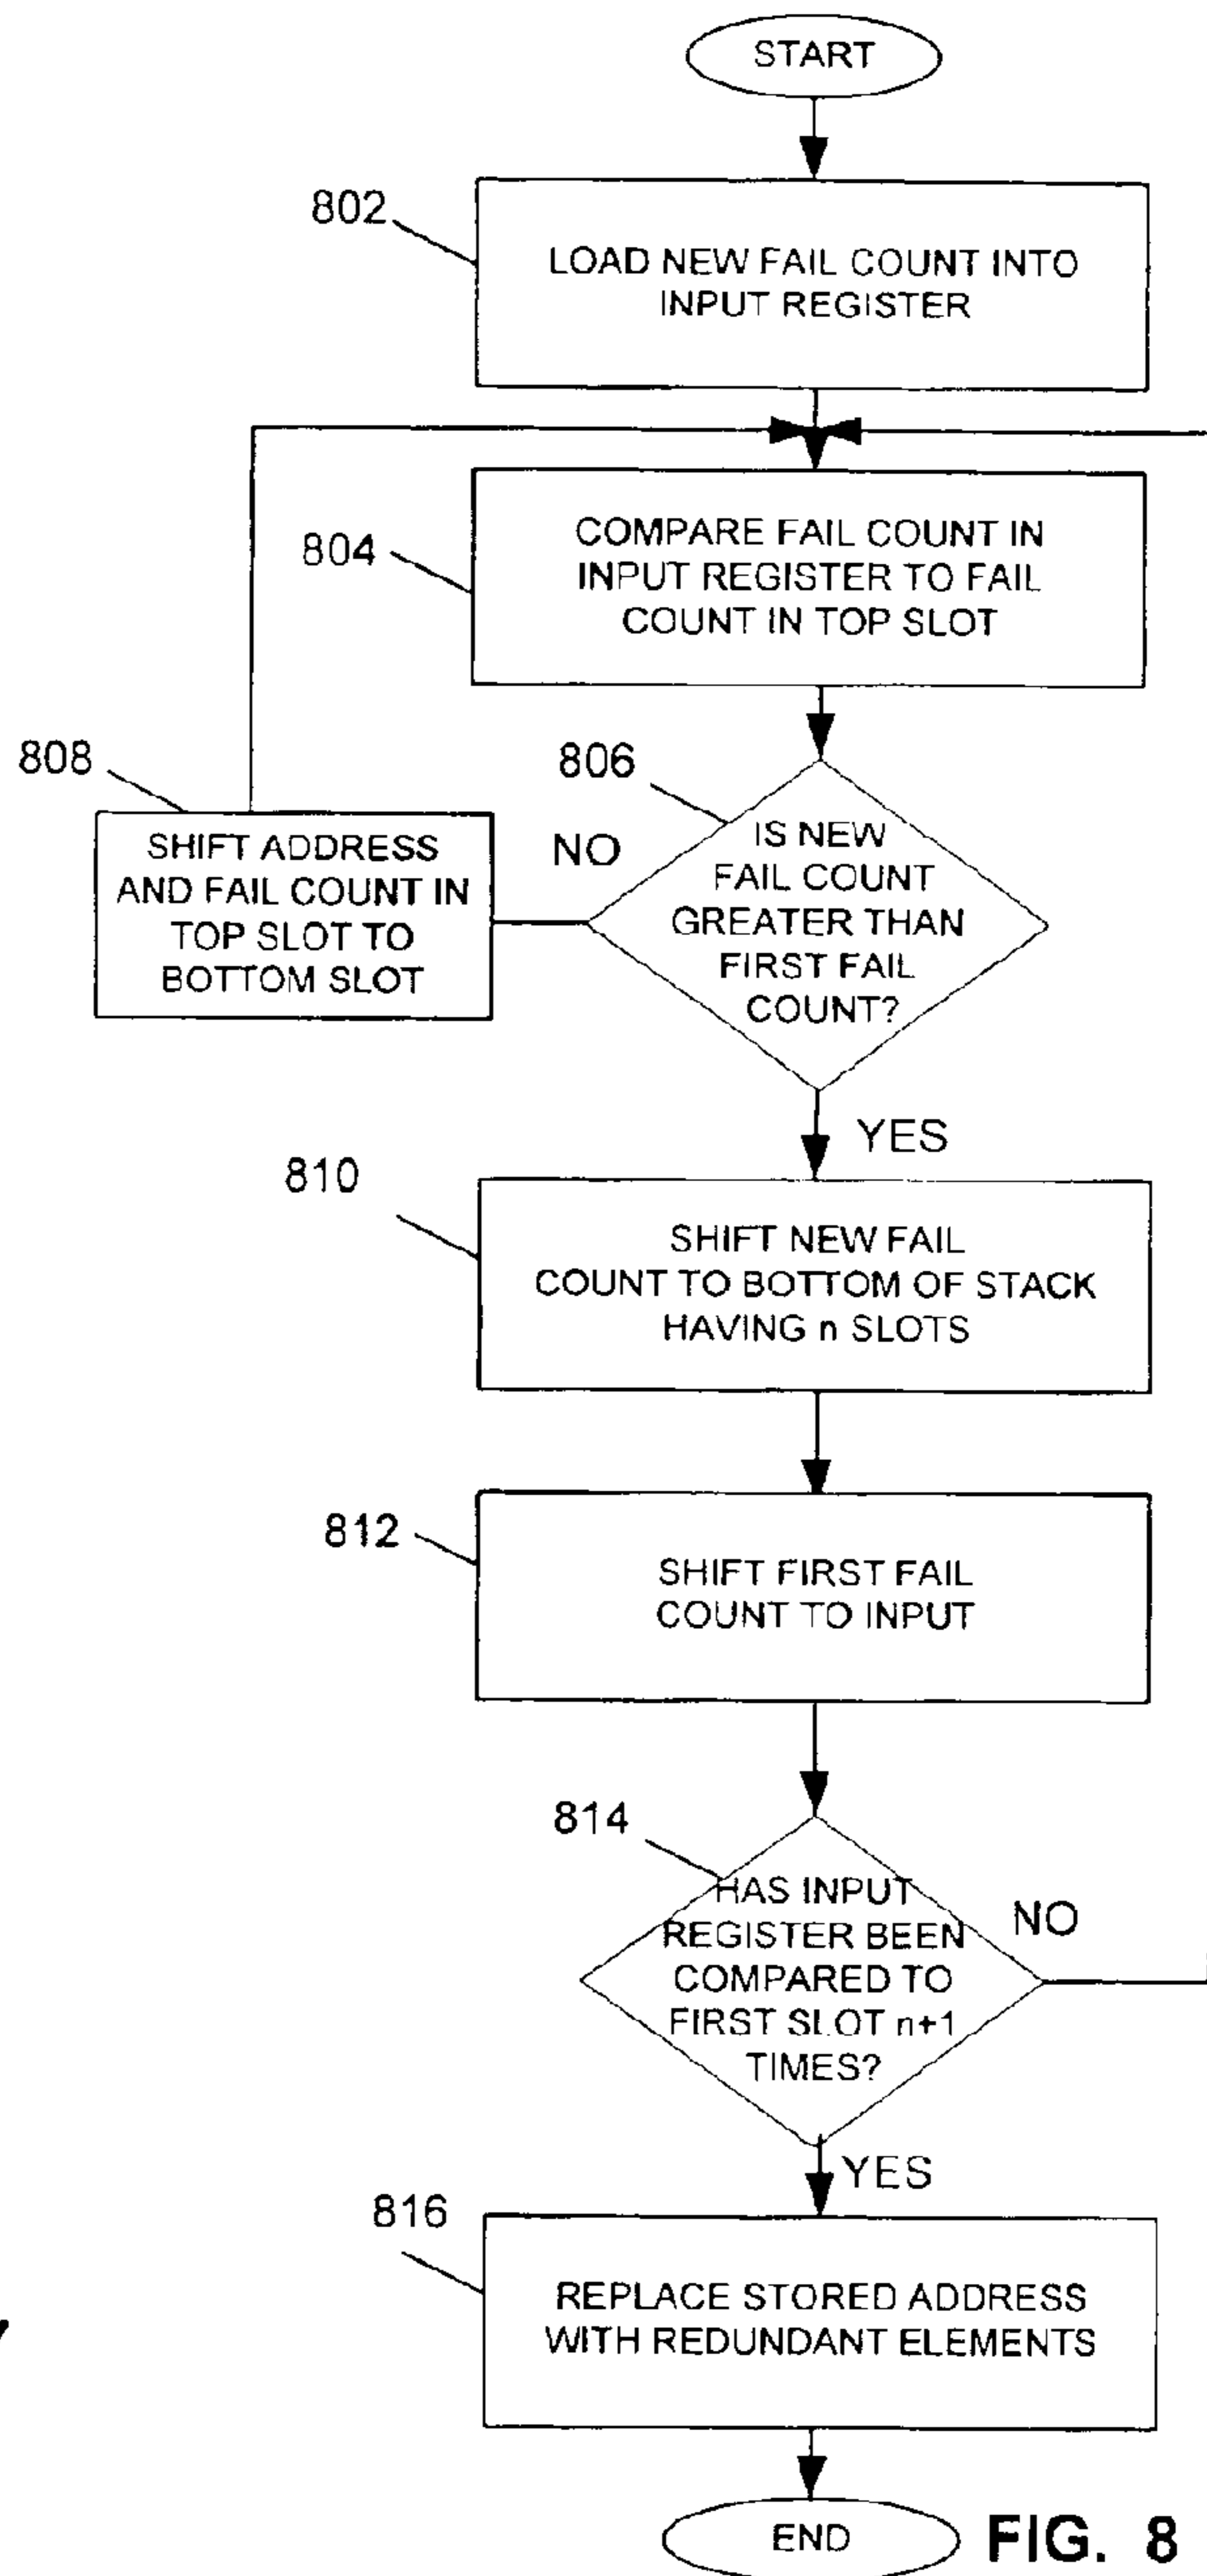 START
802
LOAD NEW FAIL COUNT INTO
INPUT REGISTER
804
COMPARE FAIL COUNT IN
INPUT REGISTER TO FAIL
COUNT IN TOP SLOT
808
SHIFT ADDRESS
AND FAIL COUNT IN
TOP SLOT TO
BOTTOM SLOT
NO
806
IS NEW
FAIL COUNT
GREATER THAN
FIRST FAIL
COUNT?
YES
810
SHIFT NEW FAIL
COUNT TO BOTTOM OF STACK
HAVING n SLOTS
812
SHIFT FIRST FAIL
COUNT TO INPUT
814
HAS INPUT
REGISTER BEEN
COMPARED TO
FIRST SLOT n+1
TIMES?
NO
YES
816
REPLACE STORED ADDRESS
WITH REDUNDANT ELEMENTS
END
FIG. 8